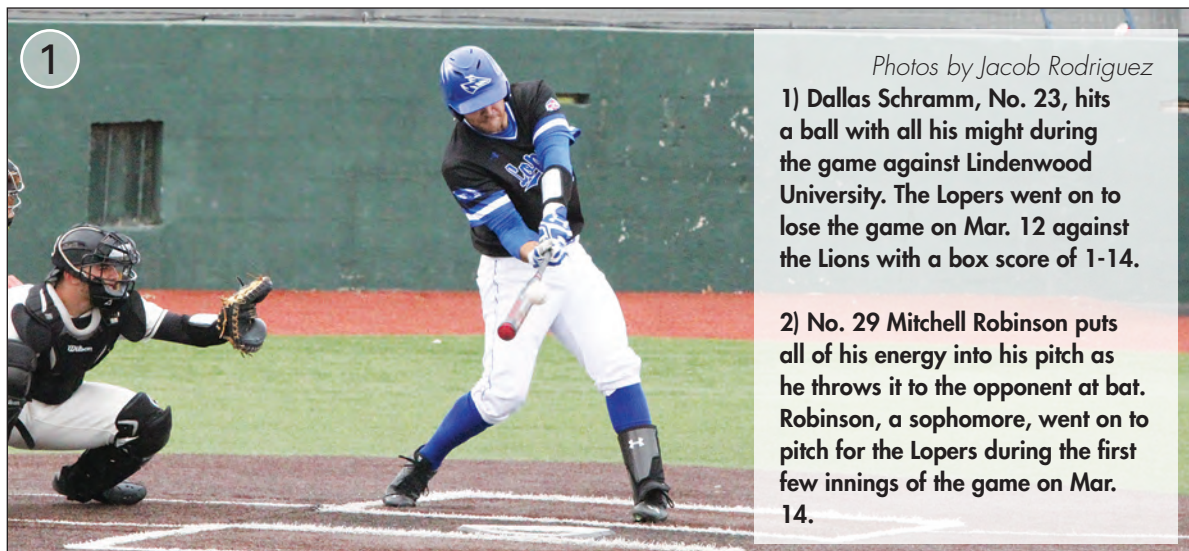 1
Photos by Jacob Rodriguez
1) Dallas Schramm, No. 23, hits
a ball with all his might during
the game against Lindenwood
University. The Lopers went on to
lose the game on Mar. 12 against
the Lions with a box score of 1-14.
2) No. 29 Mitchell Robinson puts
all of his energy into his pitch as
he throws it to the opponent at bat.
Robinson, a sophomore, went on to
pitch for the Lopers during the first
few innings of the game on Mar.
14.
Wilson